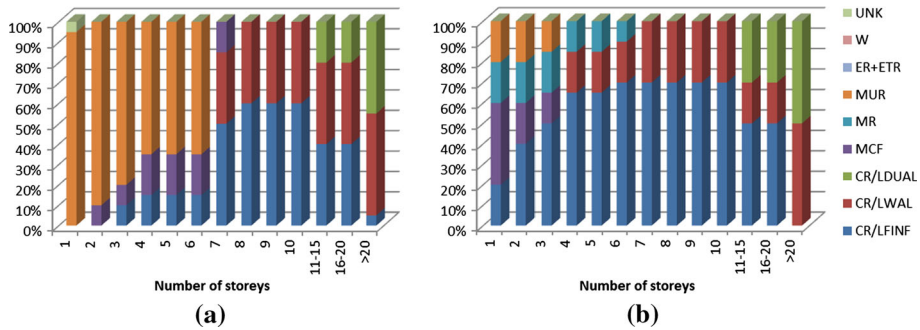 100%
90%
80%
70%
60%
50%
40%
30%
20%
10%
0%
1 2 3 4 5 6 7 8 9 10 11-15 16-20 >20
Number of storeys
(a)
100%
90%
80%
70%
60%
50%
40%
30%
20%
10%
0%
1 2 3 4 5 6 7 8 9 10 11-15 16-20 >20
Number of storeys
(b)
UNK
W
ER+ETR
MUR
MR
MCF
CR/LDUAL
CR/LWAL
CR/LFINF